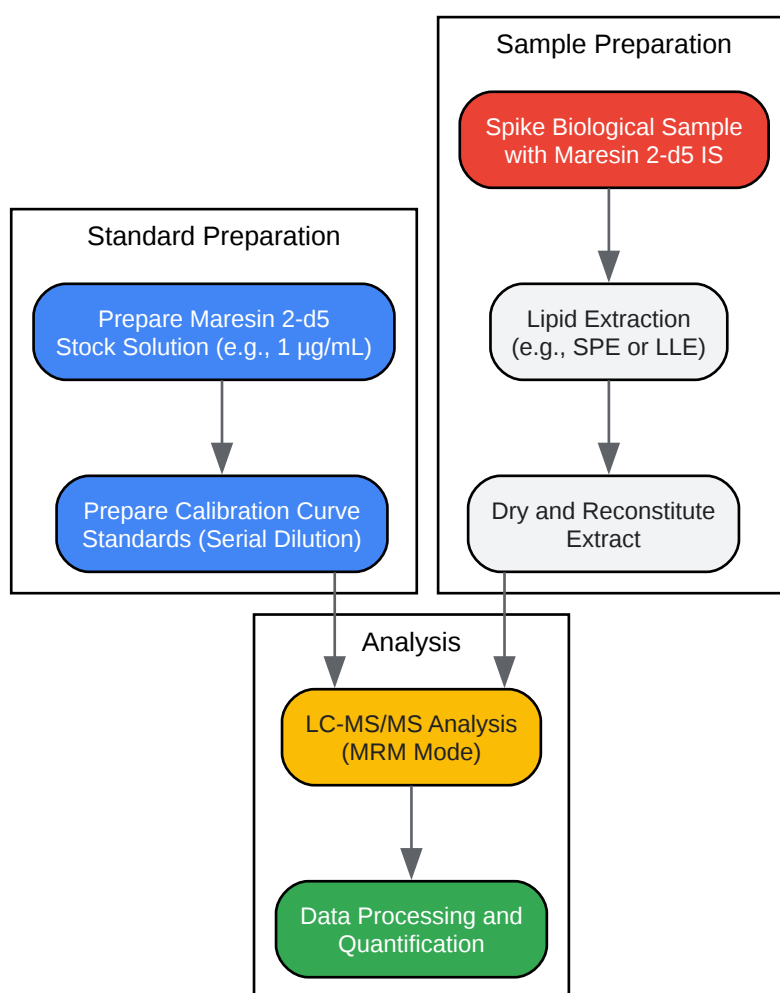 Sample Preparation
Spike Biological Sample
with Maresin 2-d5 IS
Lipid Extraction
(e.g., SPE or LLE)
Dry and Reconstitute
Extract
Standard Preparation
Prepare Maresin 2-d5
Stock Solution (e.g., 1 µg/mL)
Prepare Calibration Curve
Standards (Serial Dilution)
Analysis
LC-MS/MS Analysis
(MRM Mode)
Data Processing and
Quantification